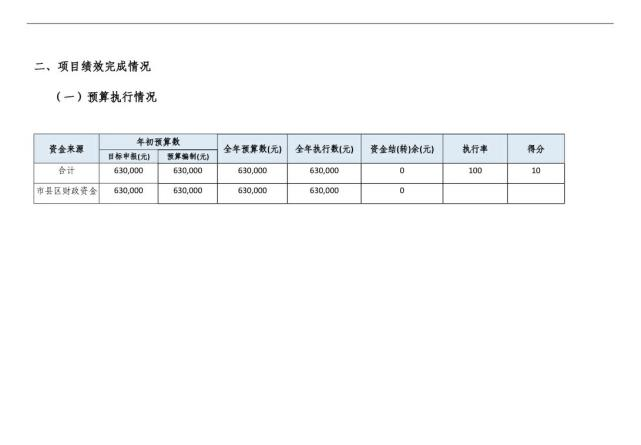 二、项目绩效完成情况
（一）预算执行情况
资金来源 年初预算数 全年预算数(元) 全年执行数(元) 资金结(转)余(元) 执行率 得分
目标申报(元) 预算编制(元)
合计 630,000 630,000 630,000 630,000 0 100 10
市县区财政资金 630,000 630,000 630,000 630,000 0